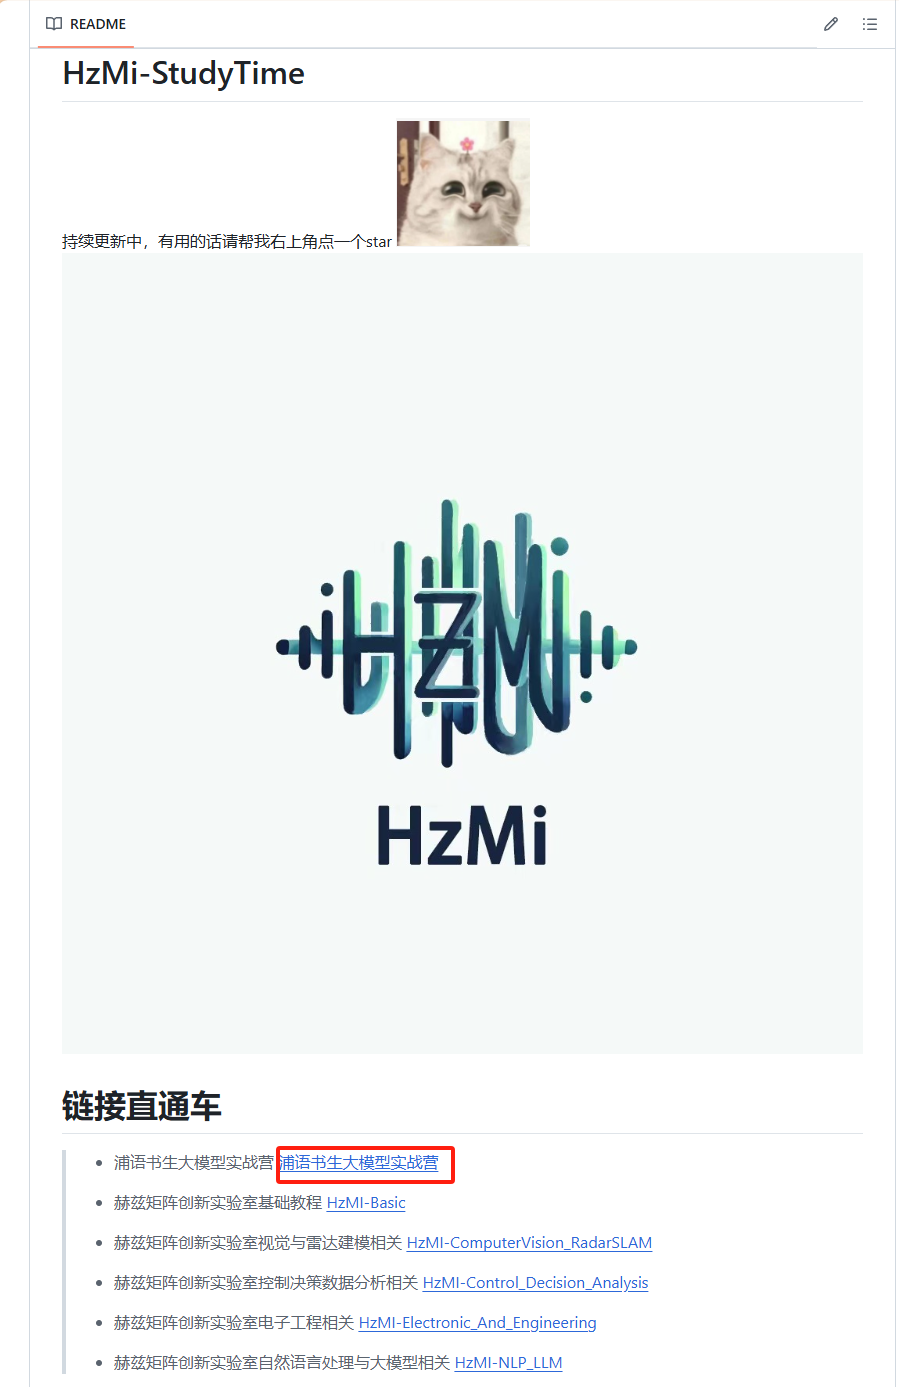 README
HzMi-StudyTime
持续更新中，有用的话请帮我右上角点一个star
HzMi
HzMi
链接直通车
浦语书生大模型实战营 浦语书生大模型实战营
赫兹矩阵创新实验室基础教程 HzMI-Basic
赫兹矩阵创新实验室视觉与雷达建模相关 HzMI-ComputerVision_RadarSLAM
赫兹矩阵创新实验室控制决策数据分析相关 HzMI-Control_Decision_Analysis
赫兹矩阵创新实验室电子工程相关 HzMI-Electronic_And_Engineering
赫兹矩阵创新实验室自然语言处理与大模型相关 HzMI-NLP_LLM